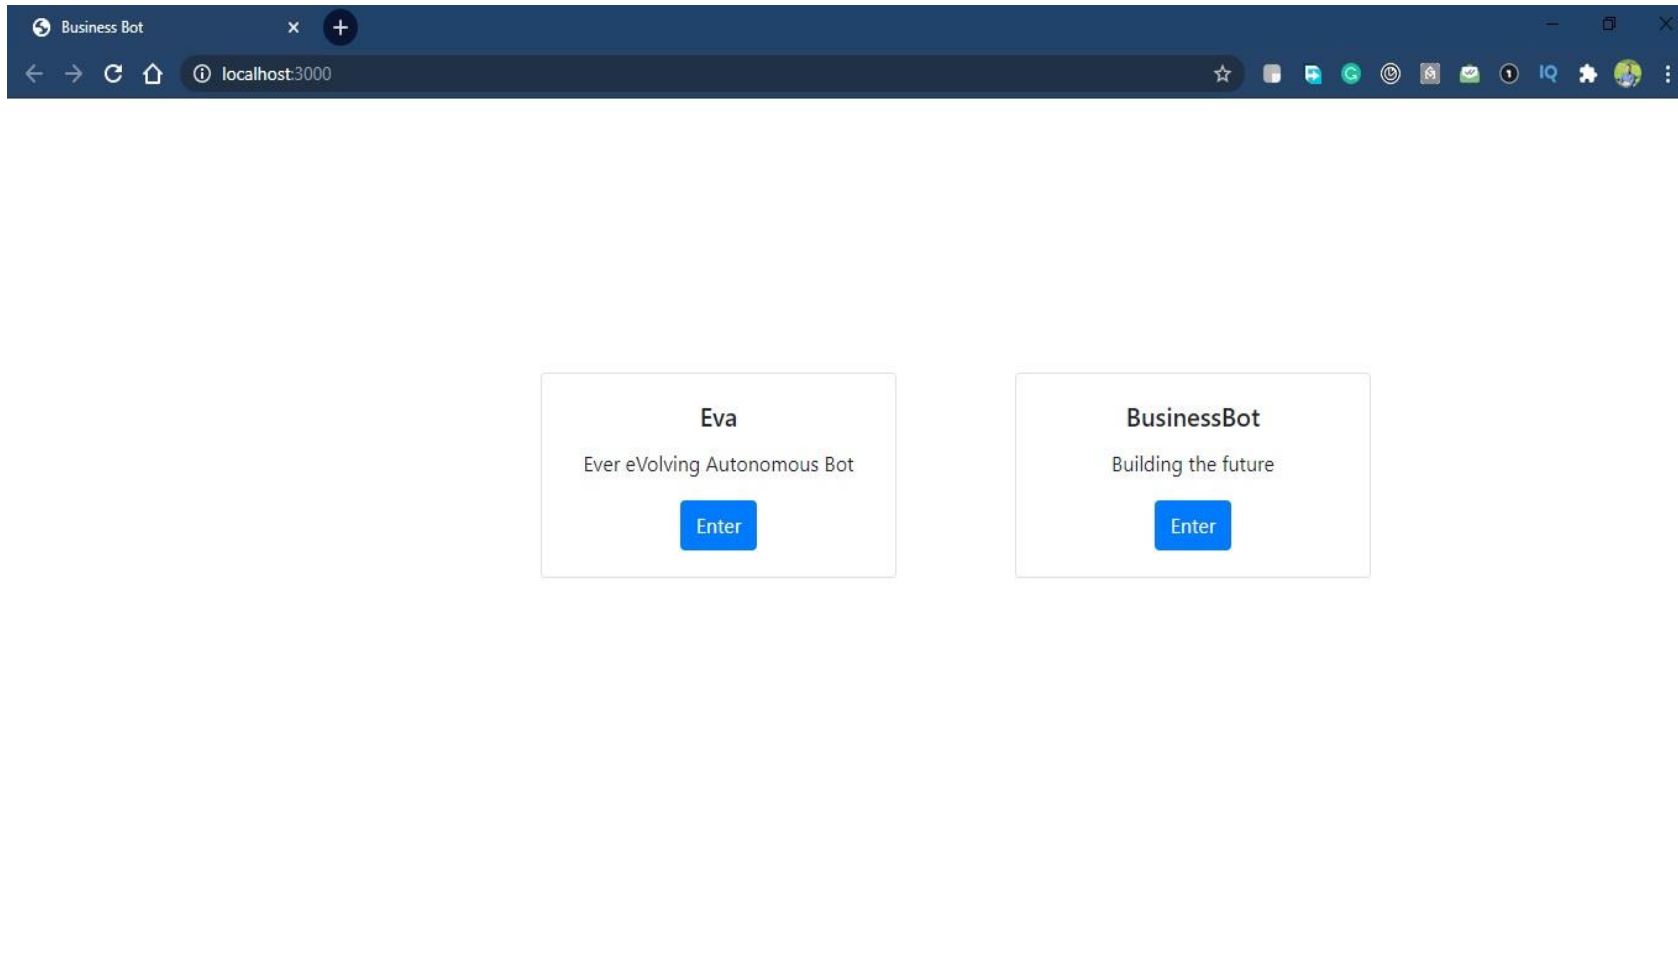 Business Bot
localhost:3000
IQ
Eva
Ever eVolving Autonomous Bot
Enter
BusinessBot
Building the future
Enter